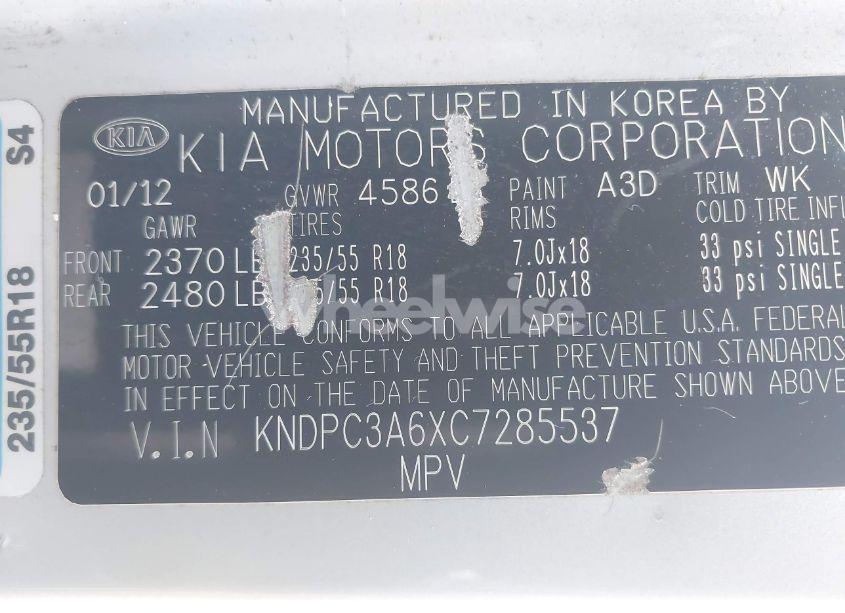 MANUFACTURED IN KOREA BY
KIA KIA MOTORS CORPORATION
01/12 GVWR 4586 PAINT A3D TRIM WK
GAWR TIRES RIMS COLD TIRE INFL
FRONT 2370 LB 235/55 R18 7.0Jx18 33 psi SINGLE
REAR 2480 LB /55 R18 7.0Jx18 33 psi SINGLE
THIS VEHICLE CONFORMS TO ALL APPLICABLE U.S.A. FEDERAL
MOTOR VEHICLE SAFETY AND THEFT PREVENTION STANDARDS
IN EFFECT ON THE DATE OF MANUFACTURE SHOWN ABOVE
V.I.N KNDPC3A6XC7285537
MPV
235/55R18 S4
Wheelwise